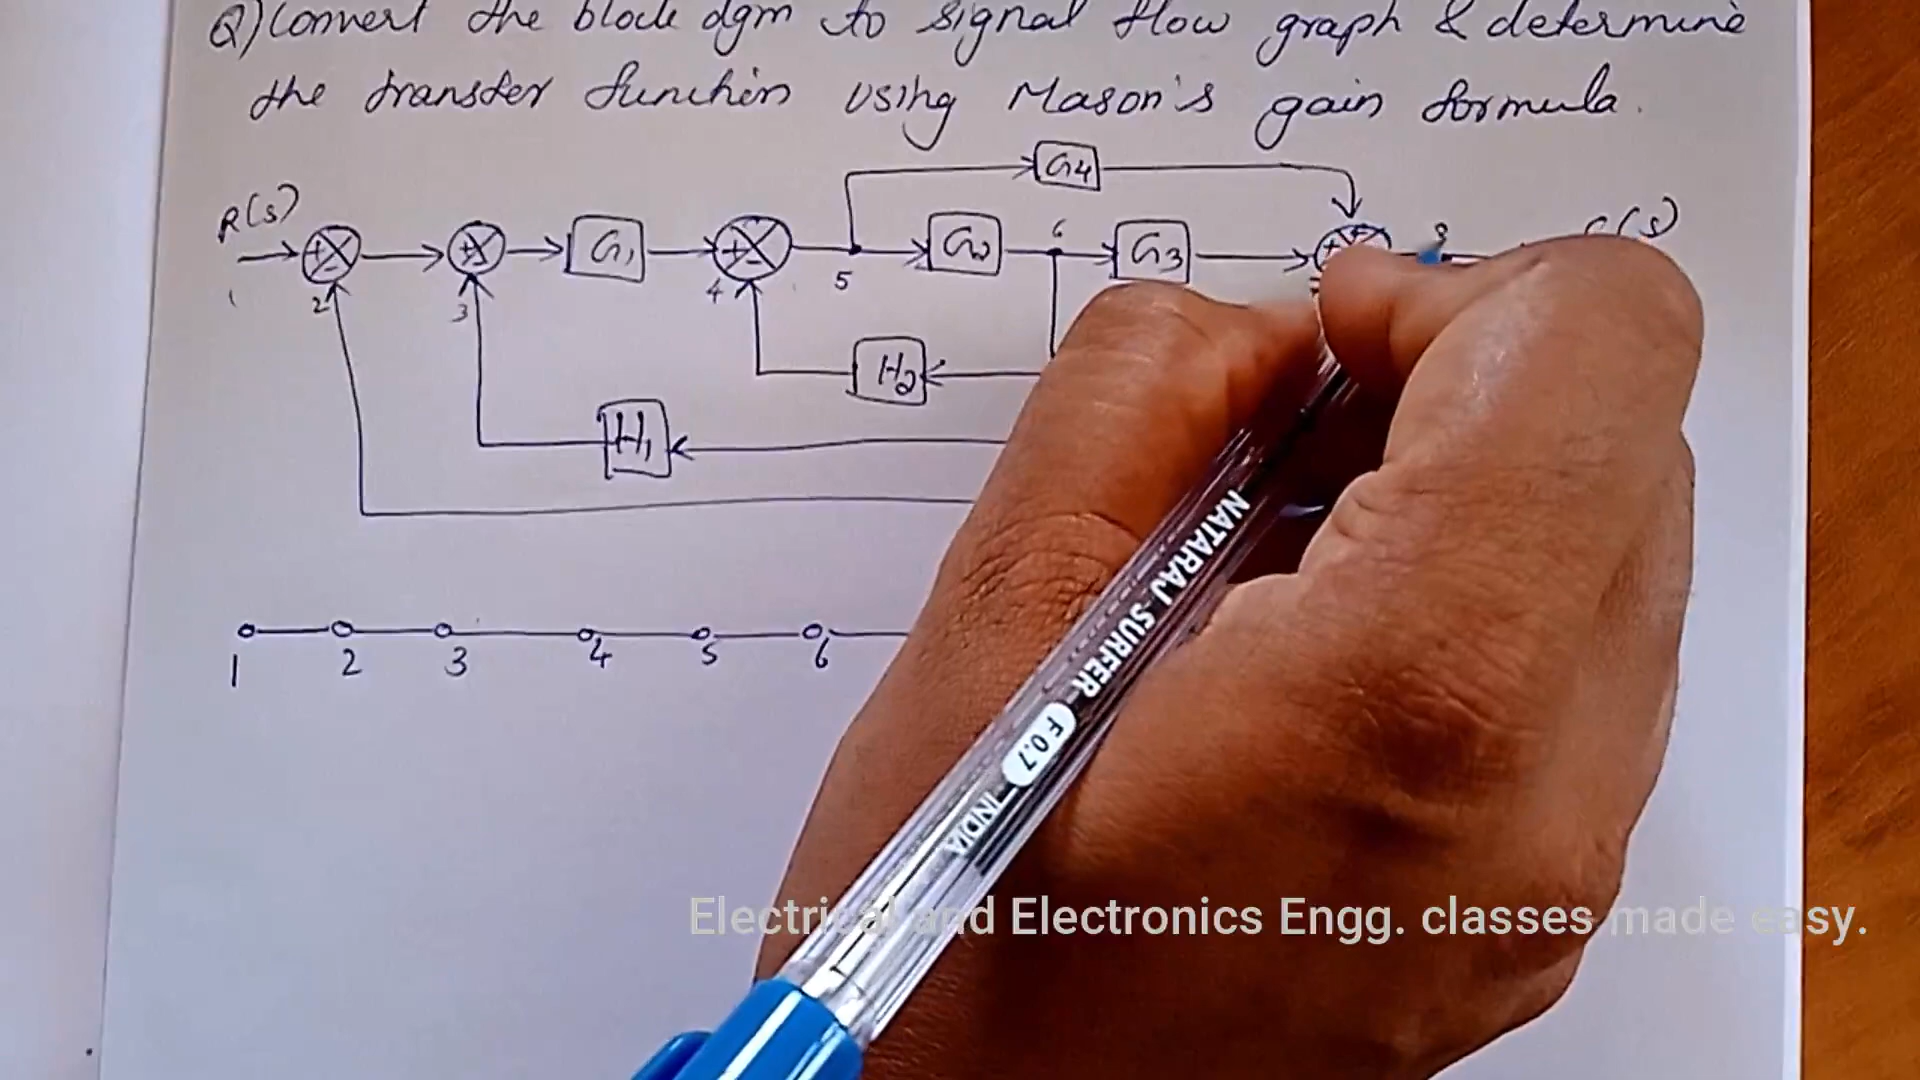 Q) Convert the block dgm to signal flow graph & determine
the transfer function using Mason's gain formula.
G4
R(s)
C(s)
+ G1 + G2 6 G3 + 8
- -
1 2 3 4 5
H2
H1
1 2 3 4 5 6
NATARAJ SURFER F 0.7 INDIA
Electrical and Electronics Engg. classes made easy.